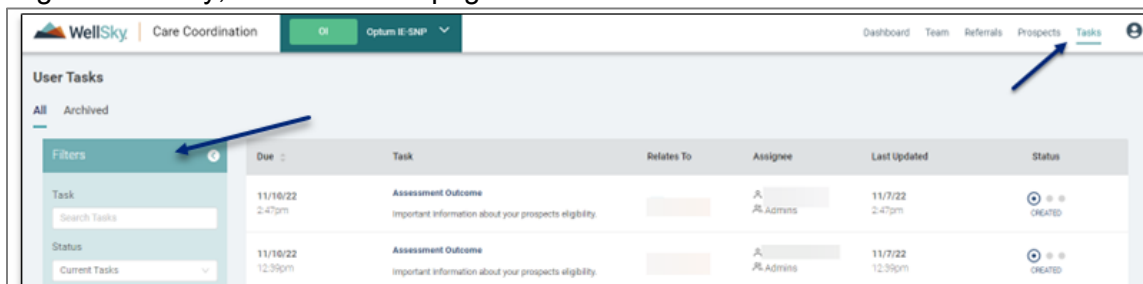 WellSky Care Coordination OI Optum IE-SNP Dashboard Team Referrals Prospects Tasks
User Tasks
All Archived
Filters Due Task Relates To Assignee Last Updated Status
Task
Search Tasks
Status
Current Tasks
11/10/22 Assessment Outcome 11/7/22
2:47pm Important information about your prospects eligibility. Admins 2:47pm CREATED
11/10/22 Assessment Outcome 11/7/22
12:39pm Important information about your prospects eligibility. Admins 12:39pm CREATED